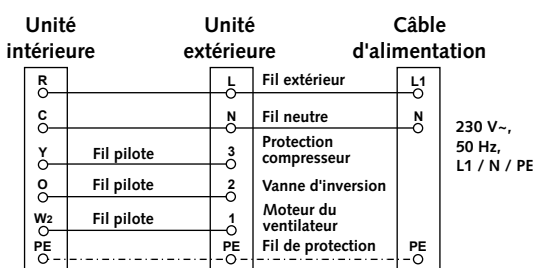 Unité intérieure
Unité extérieure
Câble d'alimentation
R L Fil extérieur L1
C N Fil neutre N
230 V~,
50 Hz,
L1 / N / PE
Y Fil pilote 3 Protection compresseur
O Fil pilote 2 Vanne d'inversion
W2 Fil pilote 1 Moteur du ventilateur
PE PE Fil de protection PE